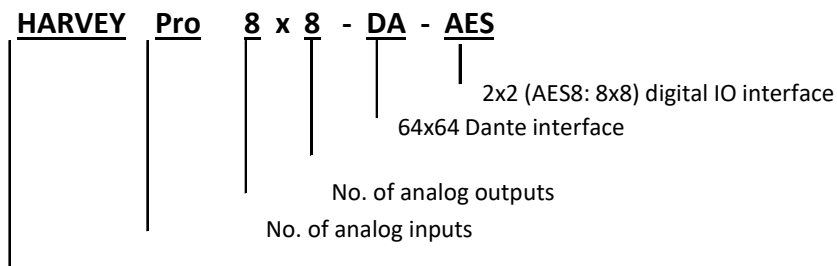 HARVEY Pro 8 x 8 - DA - AES
2x2 (AES8: 8x8) digital IO interface
64x64 Dante interface
No. of analog outputs
No. of analog inputs